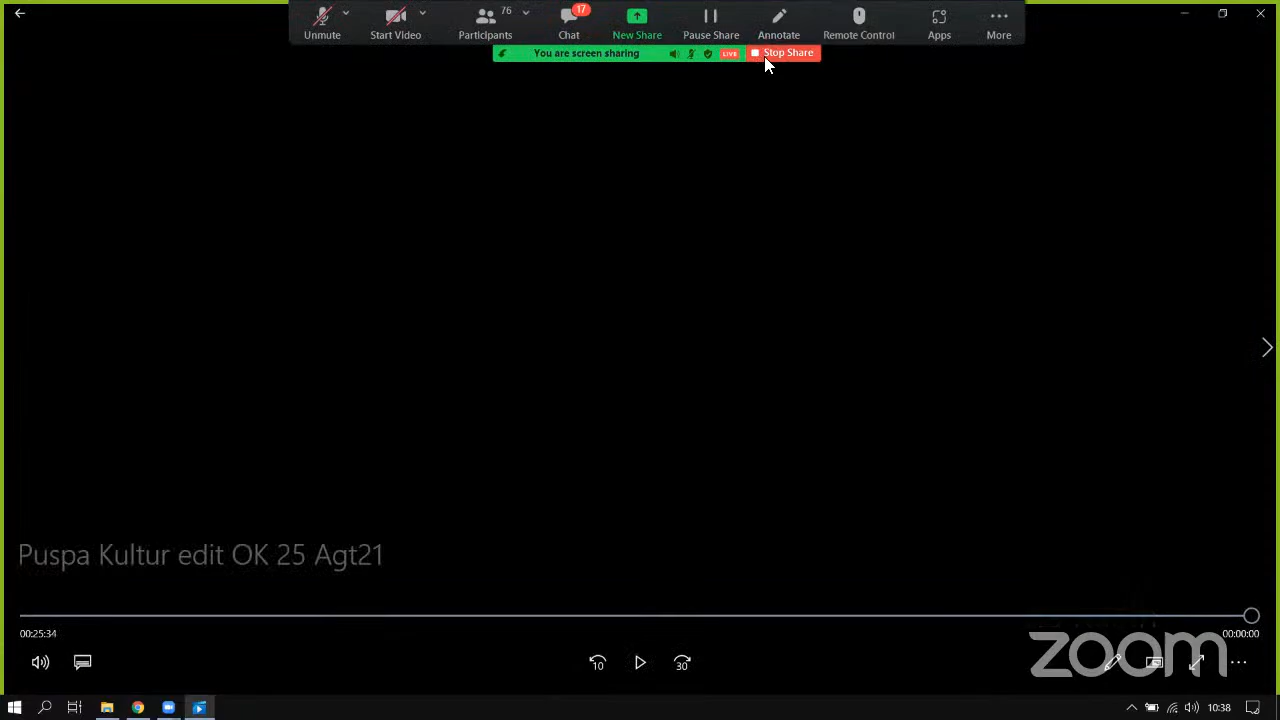 76
17
Unmute
Start Video
Participants
Chat
New Share
Pause Share
Annotate
Remote Control
Apps
More
You are screen sharing
LIVE
Stop Share
Puspa Kultur edit OK 25 Agt21
00:25:34
00:00:00
10
30
zoom
10:38